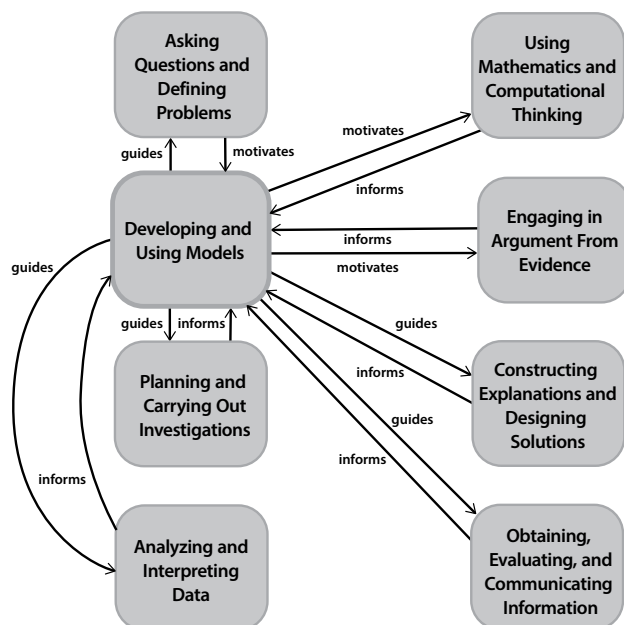 Asking
Questions and
Defining
Problems
Using
Mathematics and
Computational
Thinking
motivates
guides
motivates
informs
Developing and
Using Models
Engaging in
Argument From
Evidence
informs
motivates
guides
guides
informs
guides
informs
Planning and
Carrying Out
Investigations
Constructing
Explanations and
Designing
Solutions
guides
informs
informs
Analyzing and
Interpreting
Data
Obtaining,
Evaluating, and
Communicating
Information